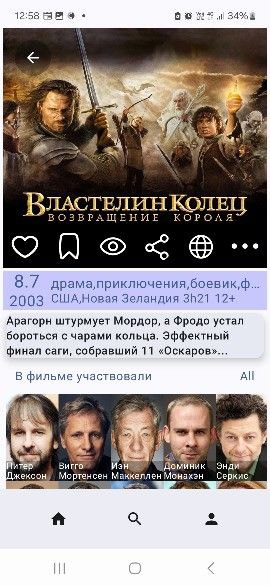 12:58
34%
ВЛАСТЕЛИН КОЛЕЦ
ВОЗВРАЩЕНИЕ КОРОЛЯ
8.7
драма,приключения,боевик,ф...
2003
США,Новая Зеландия 3h21 12+
Арагорн штурмует Мордор, а Фродо устал
бороться с чарами кольца. Эффектный
финал саги, собравший 11 «Оскаров»...
В фильме участвовали
All
Питер Джексон
Вигго Мортенсен
Иэн Маккеллен
Доминик Монахэн
Энди Серкис